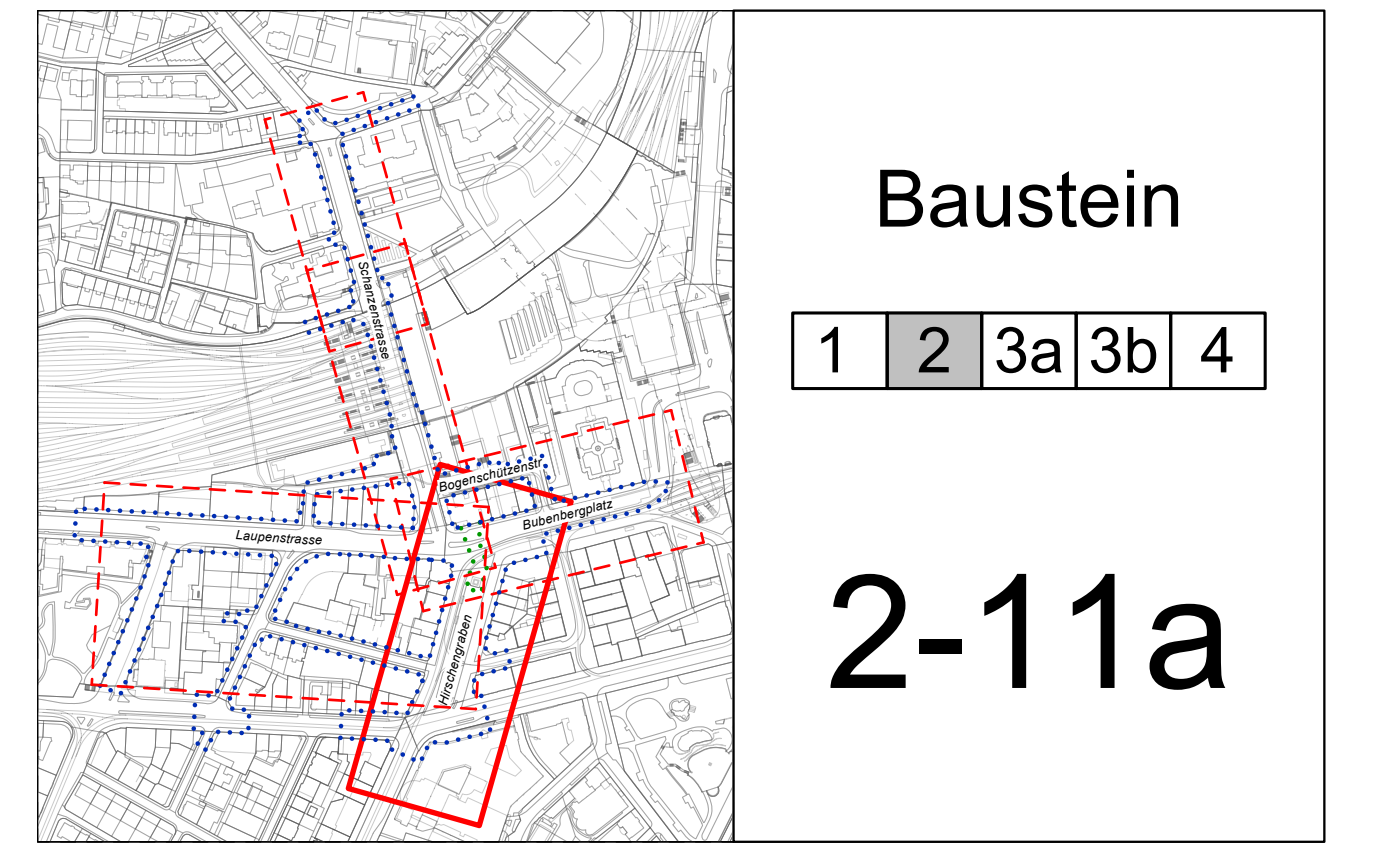 Schanzenstrasse
Bogenschützenstr
Bubenbergplatz
Laupenstrasse
Hirschengraben
Baustein
1 2 3a 3b 4
2-11a